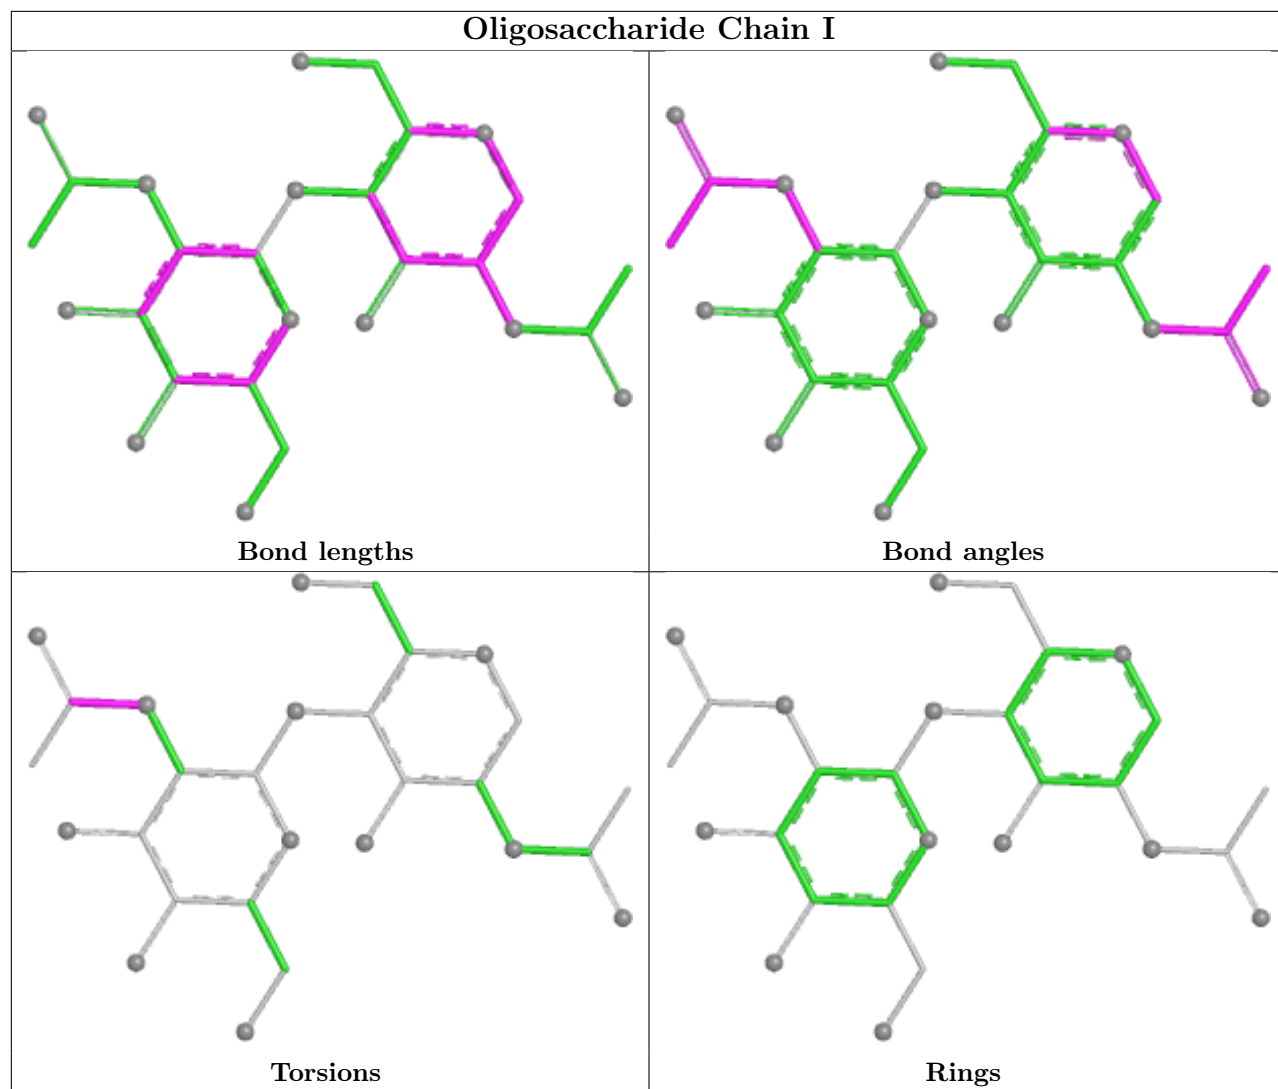 Oligosaccharide Chain I
Bond lengths
Bond angles
Torsions
Rings